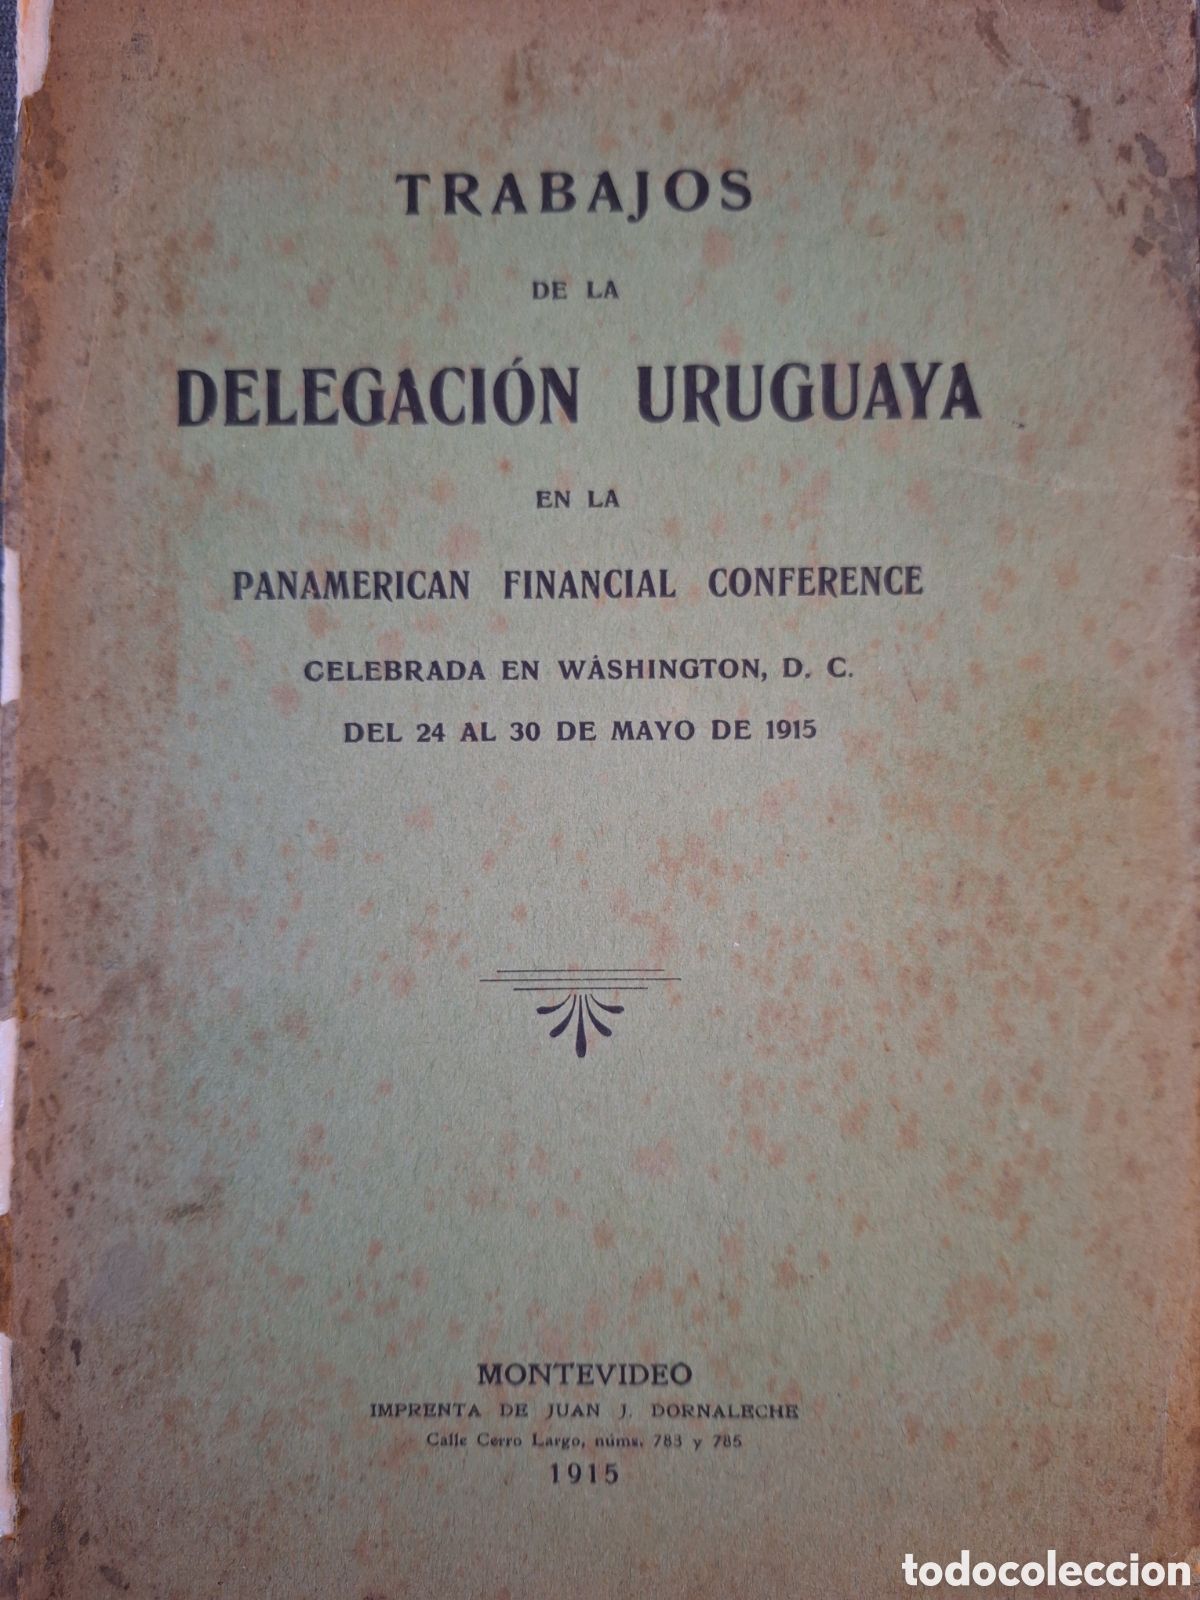 TRABAJOS
DE LA
DELEGACIÓN URUGUAYA
EN LA
PANAMERICAN FINANCIAL CONFERENCE
CELEBRADA EN WÁSHINGTON, D. C.
DEL 24 AL 30 DE MAYO DE 1915
MONTEVIDEO
IMPRENTA DE JUAN J. DORNALECHE
Calle Cerro Largo, núms. 783 y 785
1915
todocoleccion